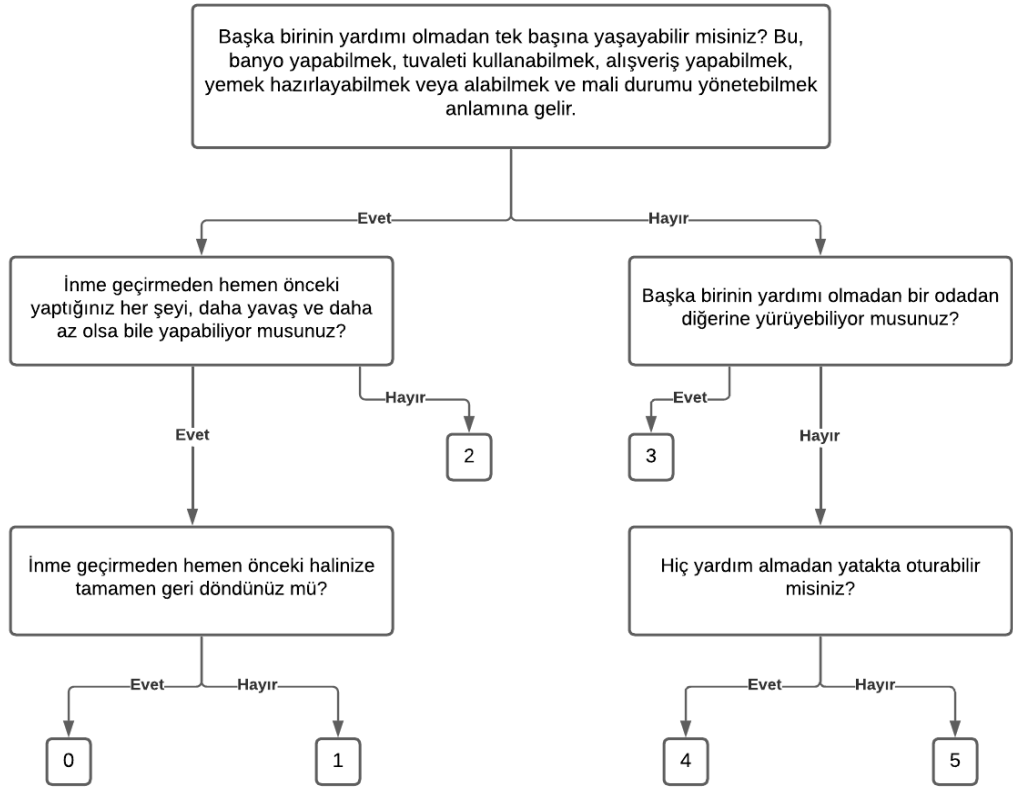 Başka birinin yardımı olmadan tek başına yaşayabilir misiniz? Bu,
banyo yapabilmek, tuvaleti kullanabilmek, alışveriş yapabilmek,
yemek hazırlayabilmek veya alabilmek ve mali durumu yönetebilmek
anlamına gelir.
Evet
Hayır
İnme geçirmeden hemen önceki
yaptığınız her şeyi, daha yavaş ve daha
az olsa bile yapabiliyor musunuz?
Başka birinin yardımı olmadan bir odadan
diğerine yürüyebiliyor musunuz?
Hayır
Evet
Evet
Hayır
2
3
İnme geçirmeden hemen önceki halinize
tamamen geri döndünüz mü?
Hiç yardım almadan yatakta oturabilir
misiniz?
Evet
Hayır
Evet
Hayır
0
1
4
5